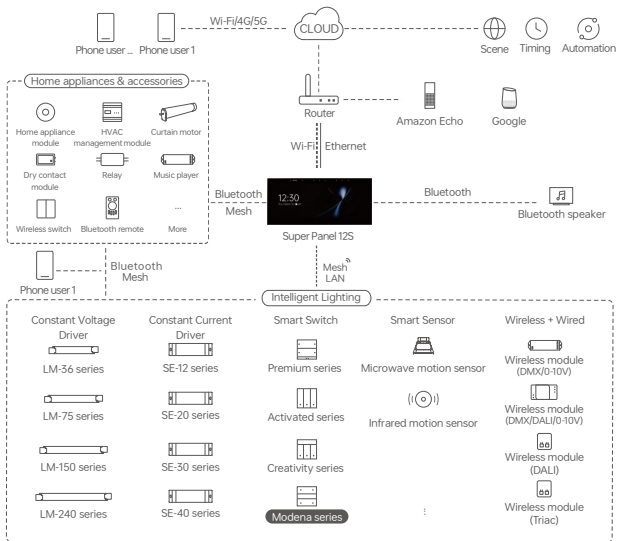 Wi-Fi/4G/5G
CLOUD
Phone user ... Phone user 1
Scene Timing Automation
Home appliances & accessories
Home appliance
module
HVAC
management module
Curtain motor
Dry contact
module
Relay
Music player
Wireless switch
Bluetooth remote
...
More
Router
Amazon Echo
Google
Wi-Fi Ethernet
Bluetooth
Mesh
12:30
Super Panel 12S
Bluetooth
Bluetooth speaker
Phone user 1
Bluetooth
Mesh
Mesh
LAN
Intelligent Lighting
Constant Voltage
Driver
LM-36 series
LM-75 series
LM-150 series
LM-240 series
Constant Current
Driver
SE-12 series
SE-20 series
SE-30 series
SE-40 series
Smart Switch
Premium series
Activated series
Creativity series
Modena series
Smart Sensor
Microwave motion sensor
Infrared motion sensor
Wireless + Wired
Wireless module
(DMX/0-10V)
Wireless module
(DMX/DALI/0-10V)
Wireless module
(DALI)
Wireless module
(Triac)